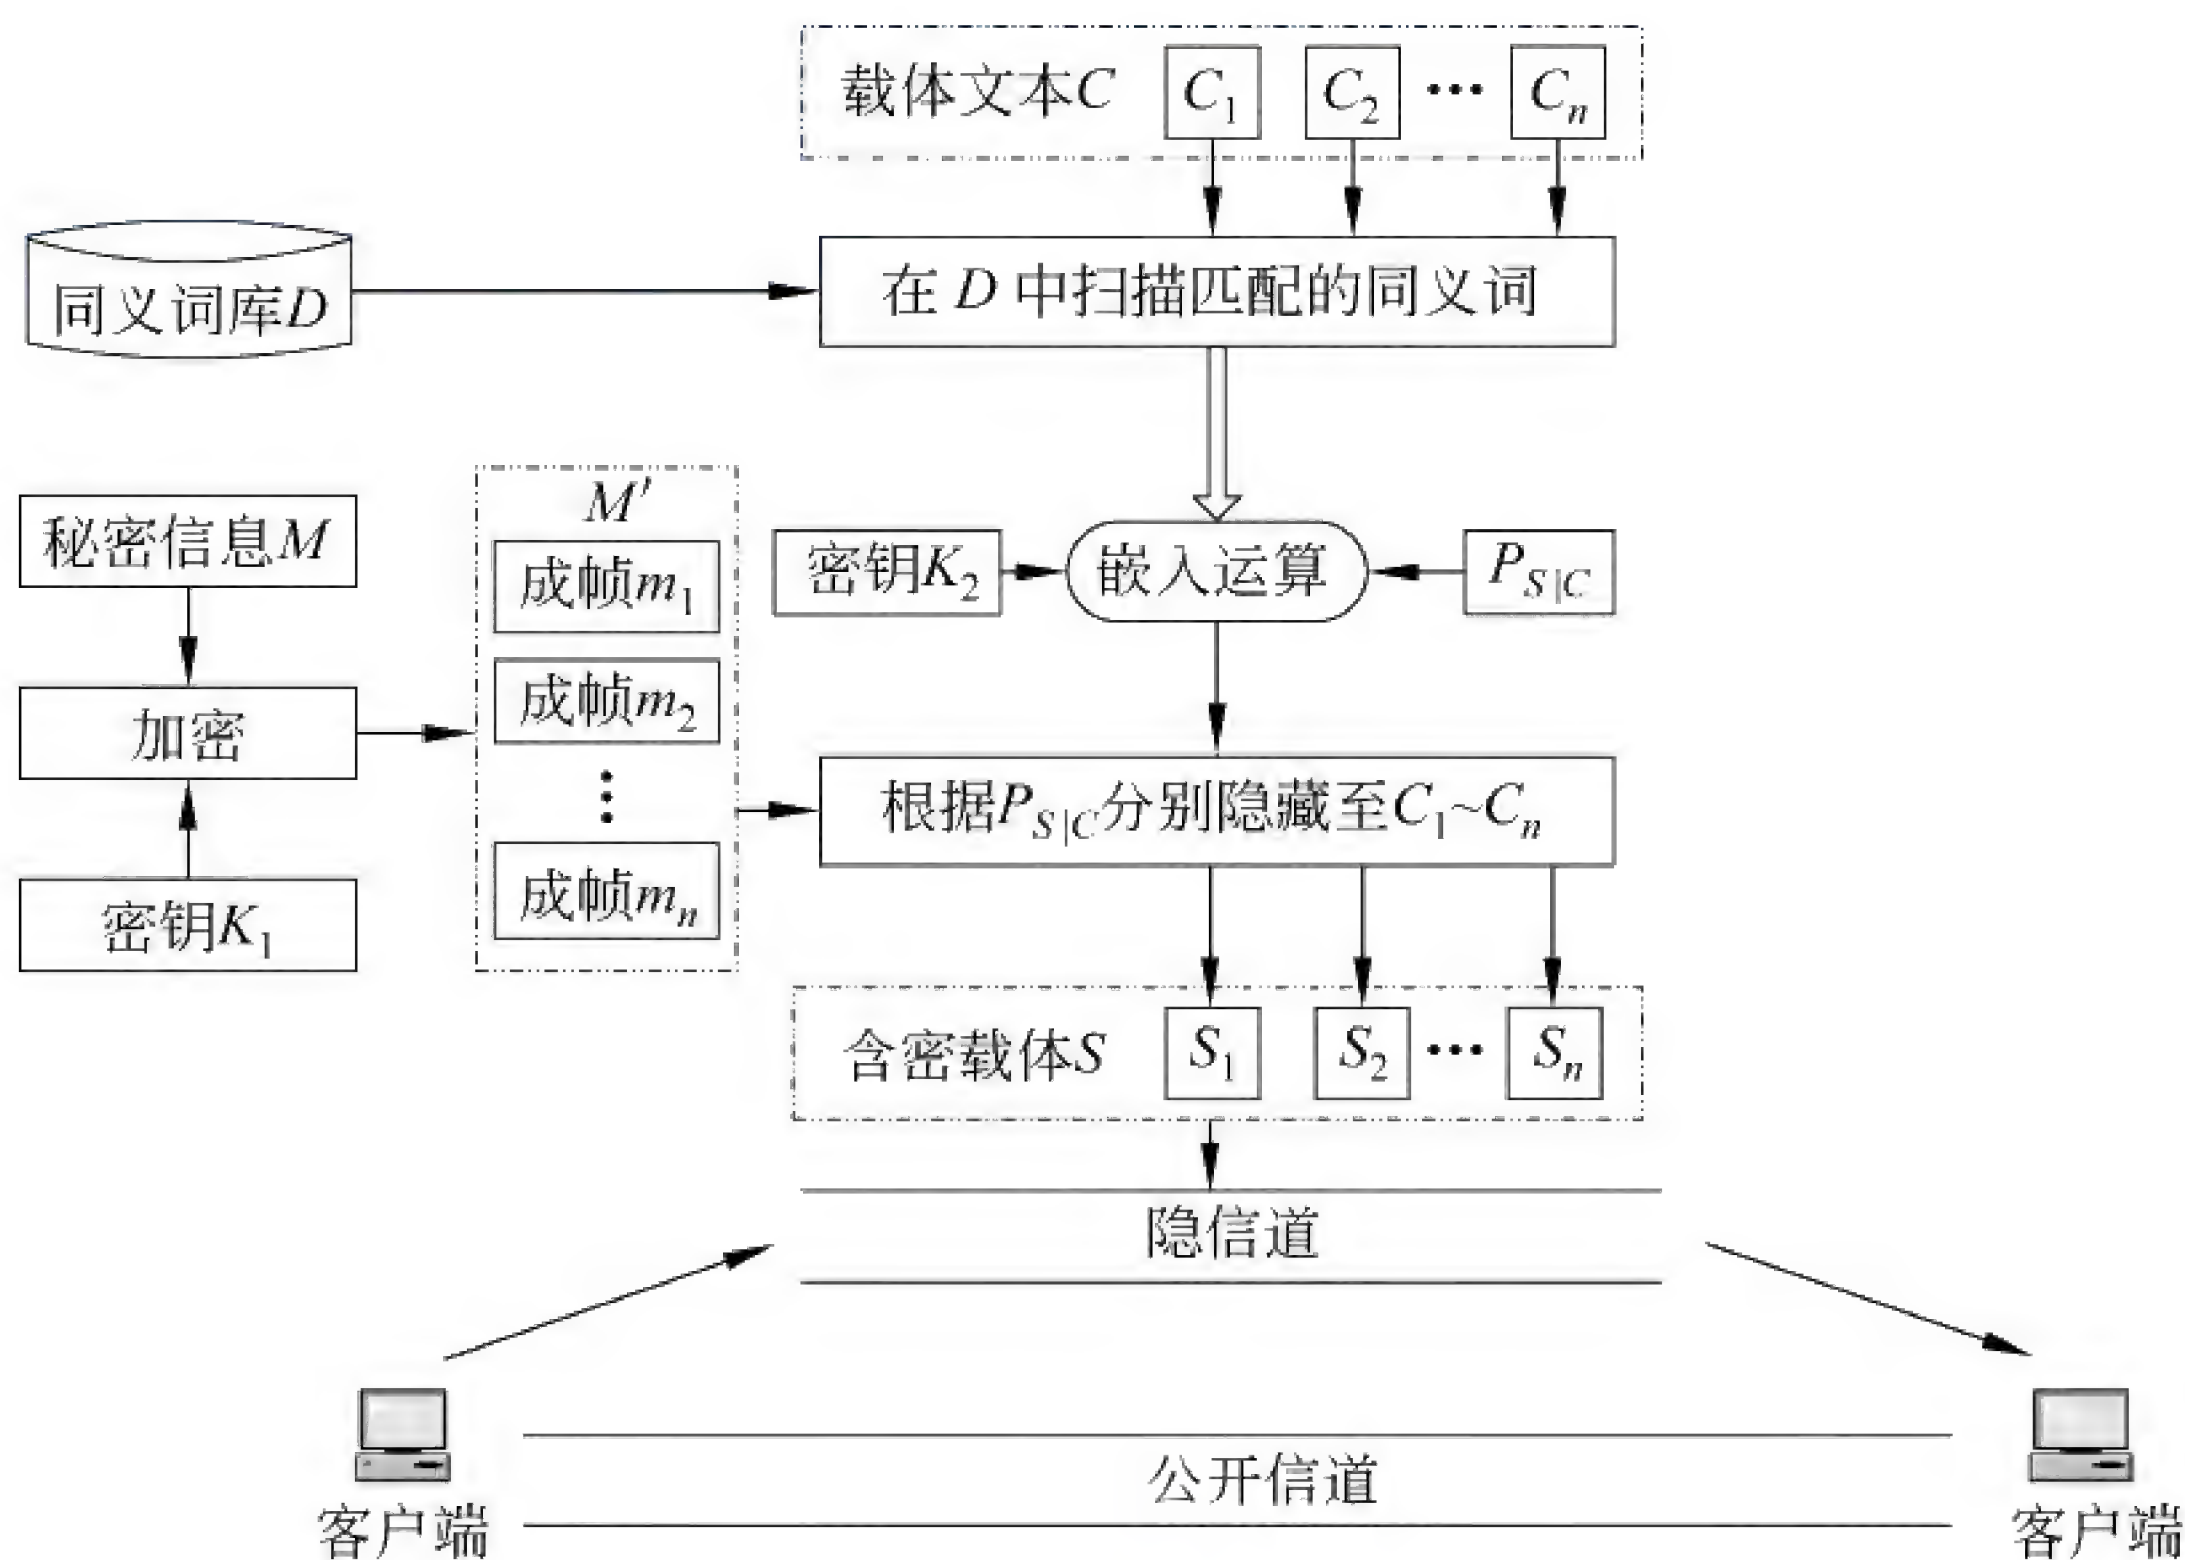 载体文本C C1 C2 ··· Cn
同义词库D
在 D 中扫描匹配的同义词
秘密信息M
加密
密钥K1
M′
成帧m1
成帧m2
⋮
成帧mn
密钥K2
嵌入运算
PS|C
根据PS|C分别隐藏至C1~Cn
含密载体S S1 S2 ··· Sn
隐信道
客户端
公开信道
客户端